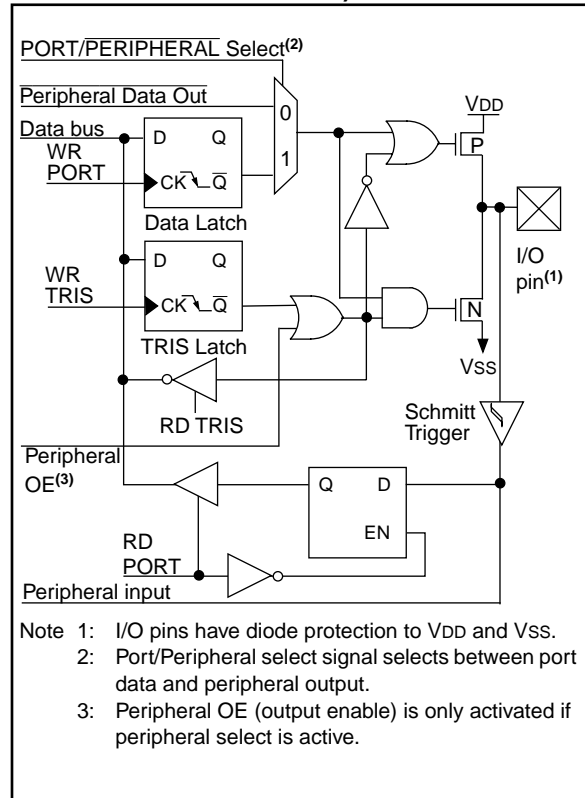 PORT/PERIPHERAL Select(2)
Peripheral Data Out
Data bus
WR
PORT
D
Q
CK
Q
Data Latch
0
1
VDD
P
I/O
pin(1)
WR
TRIS
D
Q
CK
Q
TRIS Latch
N
VSS
RD TRIS
Schmitt
Trigger
Peripheral
OE(3)
Q
D
EN
RD
PORT
Peripheral input
Note 1: I/O pins have diode protection to VDD and VSS.
2: Port/Peripheral select signal selects between port
data and peripheral output.
3: Peripheral OE (output enable) is only activated if
peripheral select is active.